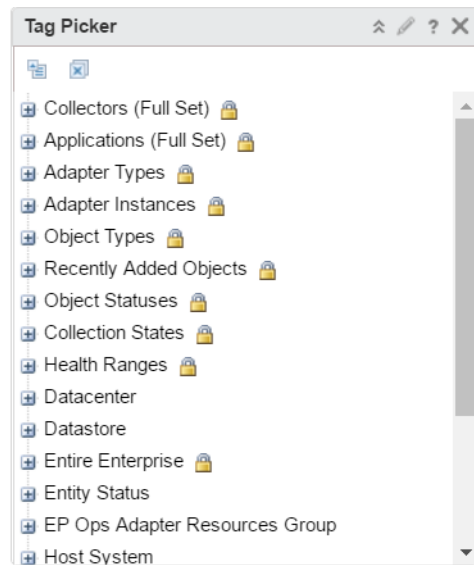 Tag Picker ?
Collectors (Full Set)
Applications (Full Set)
Adapter Types
Adapter Instances
Object Types
Recently Added Objects
Object Statuses
Collection States
Health Ranges
Datacenter
Datastore
Entire Enterprise
Entity Status
EP Ops Adapter Resources Group
Host System